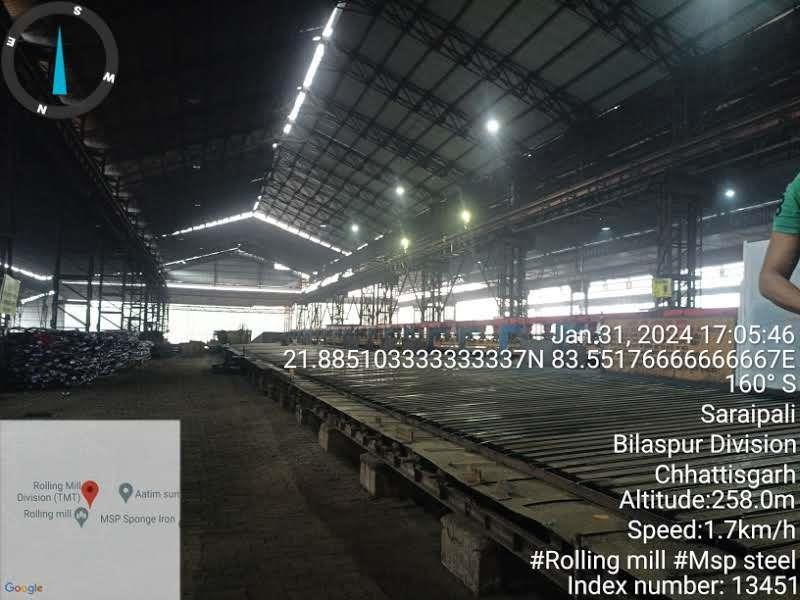 S
E
W
N
Jan.31, 2024 17:05:46
21.885103333333337N 83.55176666666667E
160° S
Saraipali
Bilaspur Division
Chhattisgarh
Altitude:258.0m
Speed:1.7km/h
#Rolling mill #Msp steel
Index number: 13451
Rolling Mill
Division (TMT)
Aatim sun
Rolling mill
MSP Sponge Iron
Google